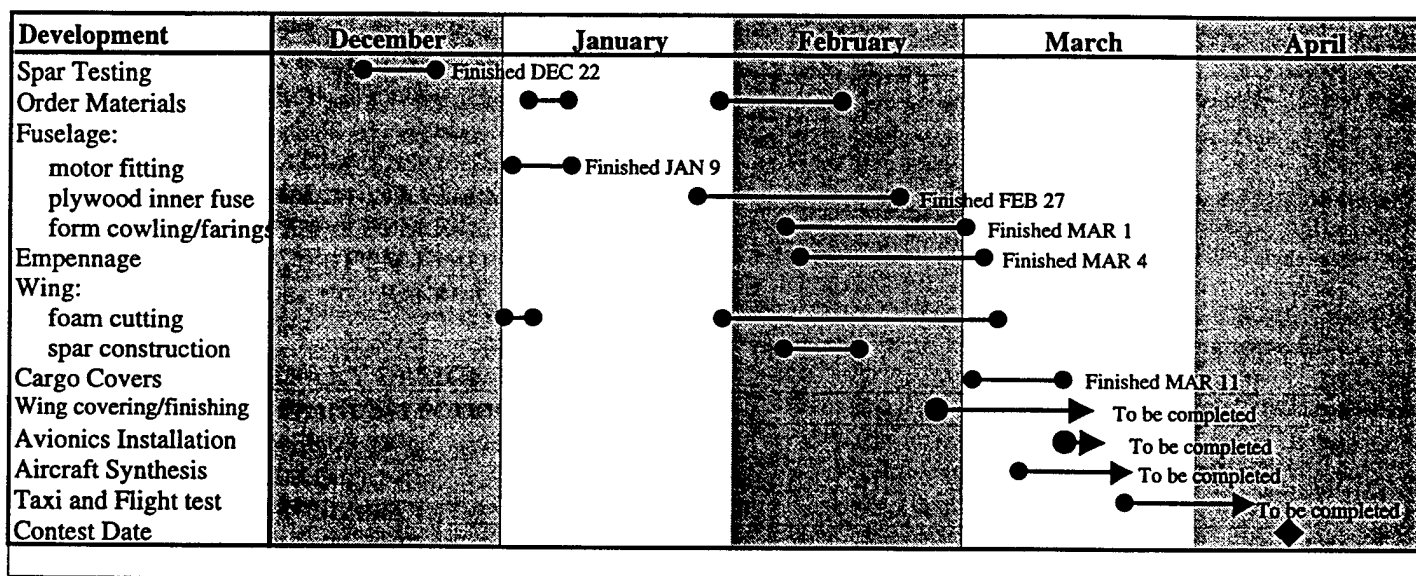 Development December January February March April
Spar Testing Finished DEC 22
Order Materials
Fuselage:
motor fitting Finished JAN 9
plywood inner fuse Finished FEB 27
form cowling/farings Finished MAR 1
Empennage Finished MAR 4
Wing:
foam cutting
spar construction
Cargo Covers Finished MAR 11
Wing covering/finishing To be completed
Avionics Installation To be completed
Aircraft Synthesis To be completed
Taxi and Flight test To be completed
Contest Date